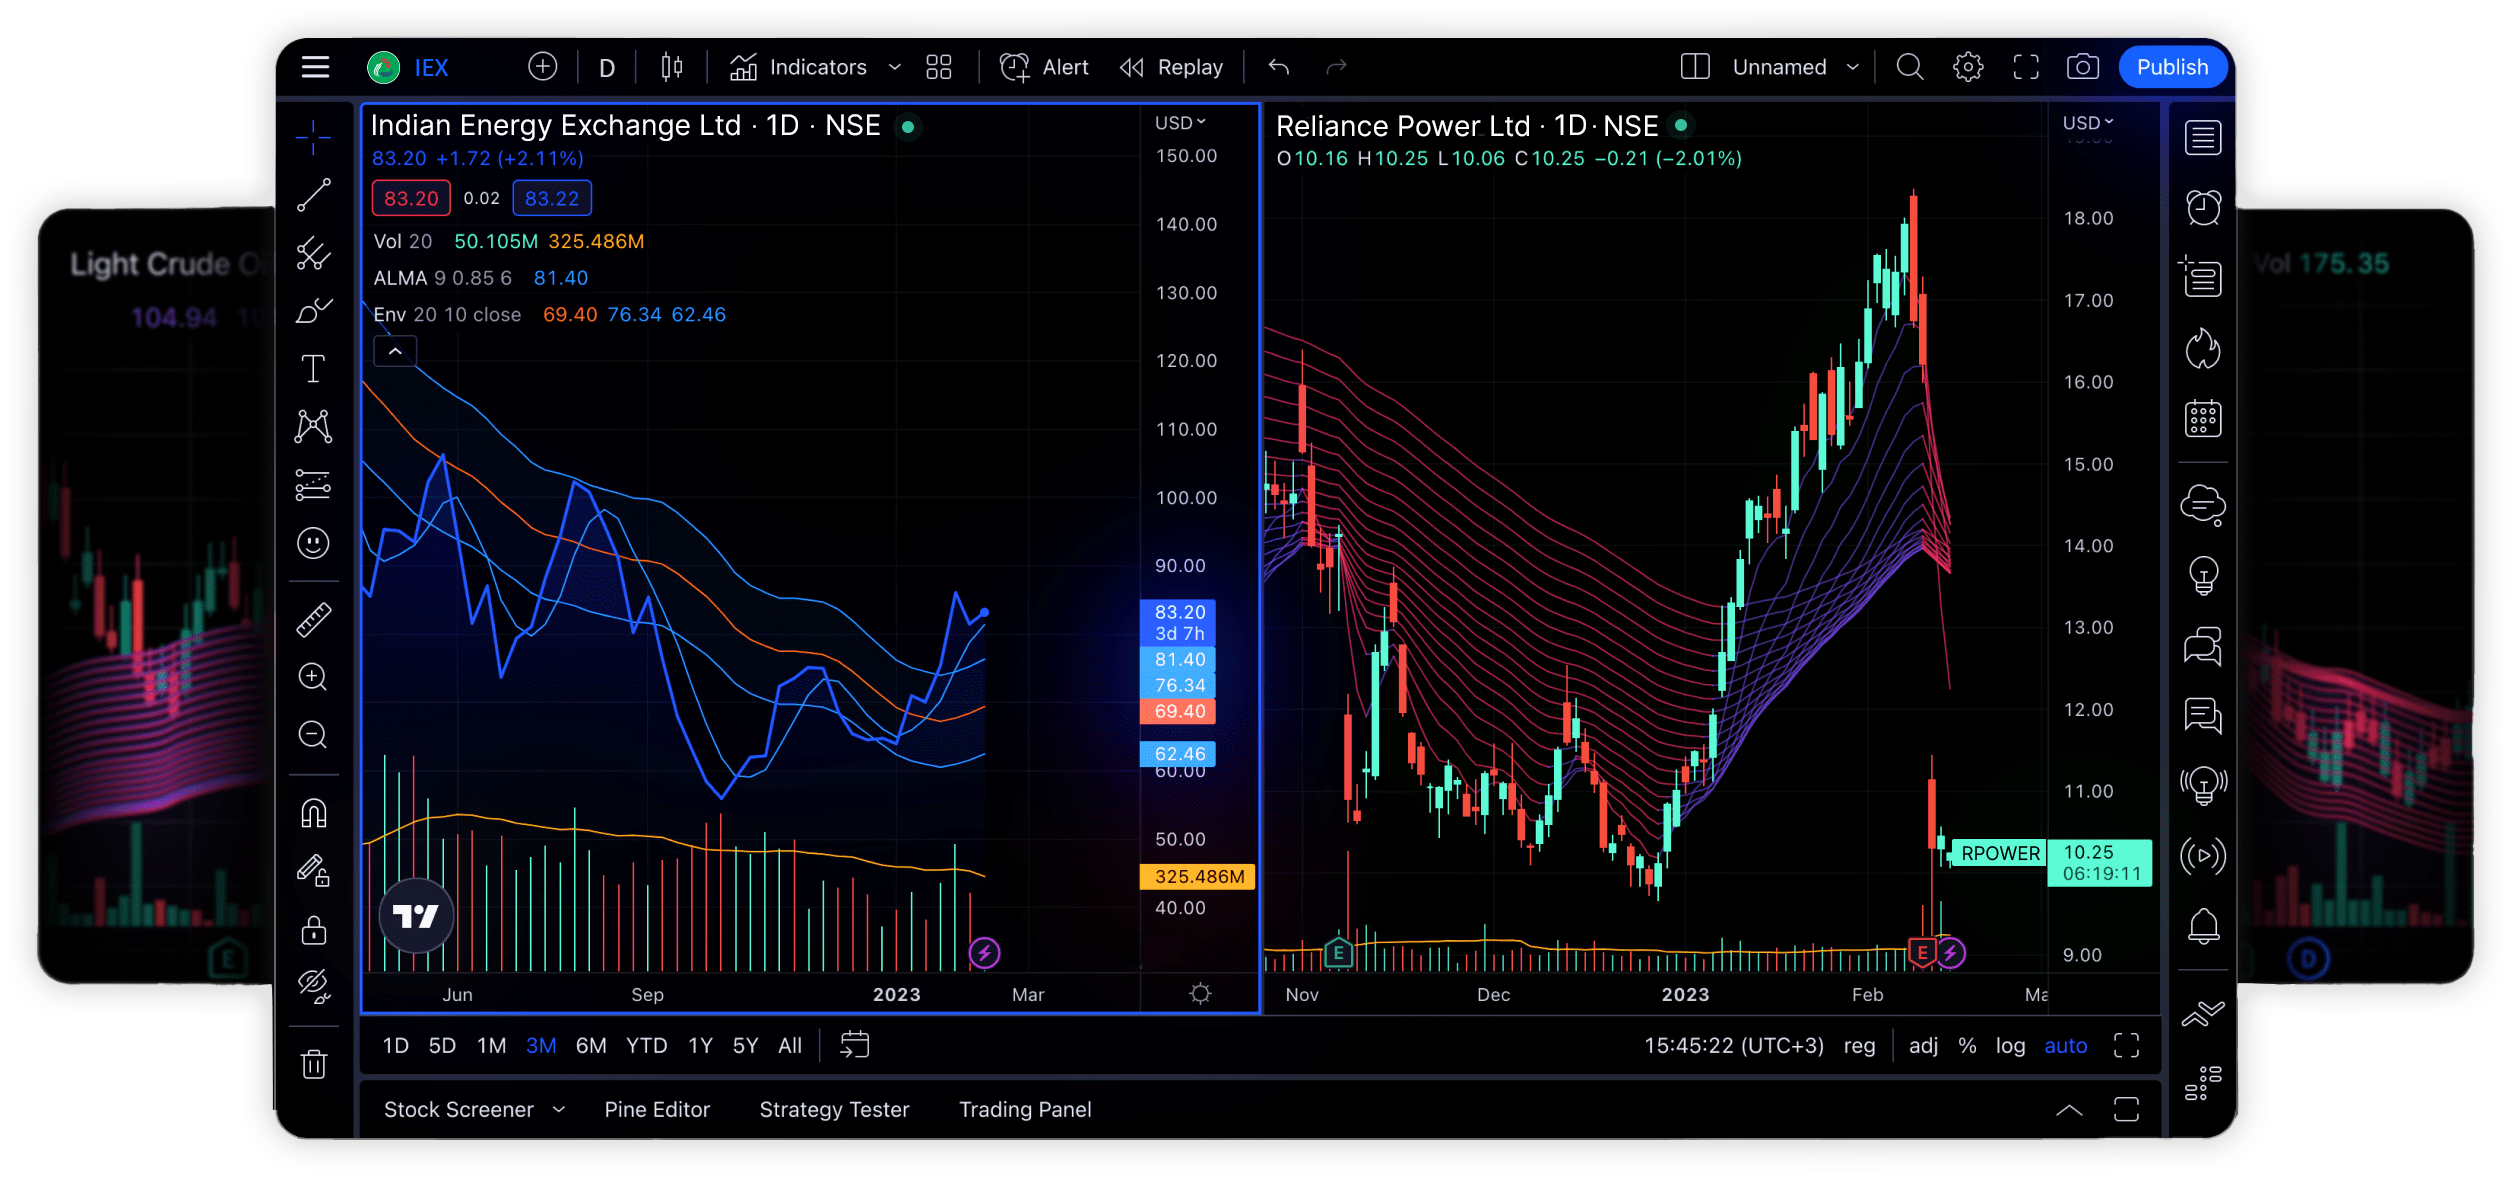 IEX D Indicators Alert Replay Unnamed Publish
Indian Energy Exchange Ltd · 1D · NSE
83.20 +1.72 (+2.11%)
83.20 0.02 83.22
Vol 20 50.105M 325.486M
ALMA 9 0.85 6 81.40
Env 20 10 close 69.40 76.34 62.46
USD
150.00
140.00
130.00
120.00
110.00
100.00
90.00
83.20
3d 7h
81.40
76.34
69.40
62.46
60.00
50.00
325.486M
40.00
Jun Sep 2023 Mar
Reliance Power Ltd · 1D · NSE
O10.16 H10.25 L10.06 C10.25 −0.21 (−2.01%)
USD
18.00
17.00
16.00
15.00
14.00
13.00
12.00
11.00
RPOWER 10.25
06:19:11
9.00
E E
Nov Dec 2023 Feb
1D 5D 1M 3M 6M YTD 1Y 5Y All 15:45:22 (UTC+3) reg adj % log auto
Stock Screener Pine Editor Strategy Tester Trading Panel
Light Crude
104.94
E
Vol 175.35
D